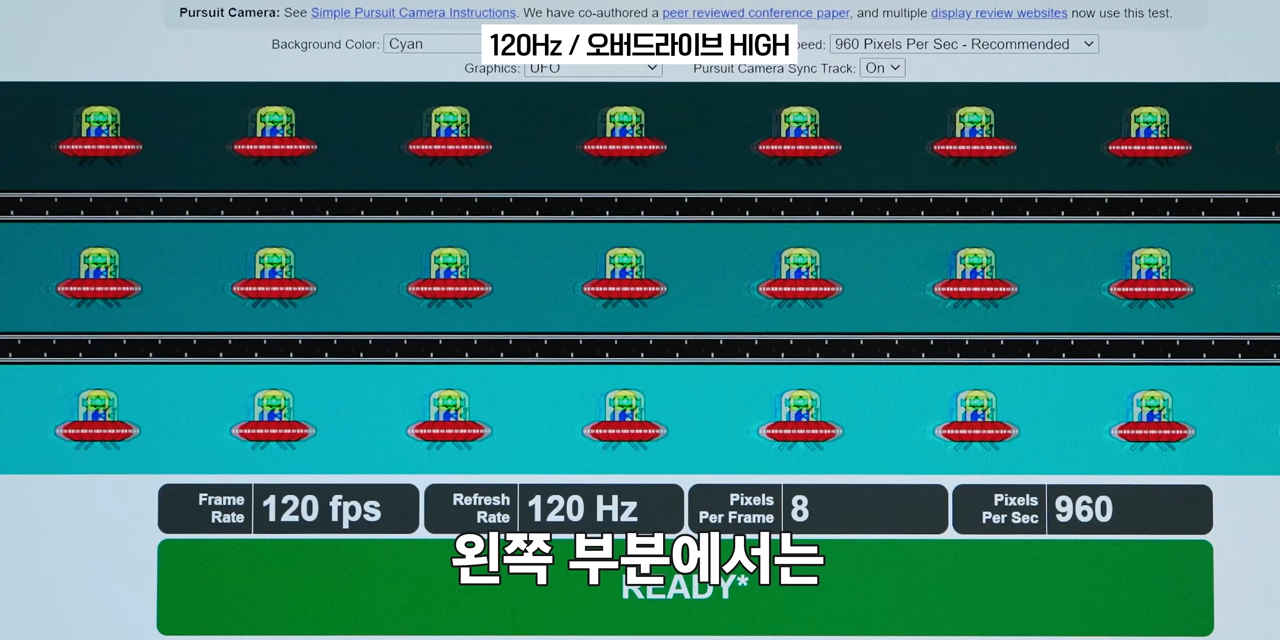 Pursuit Camera: See Simple Pursuit Camera Instructions. We have co-authored a peer reviewed conference paper, and multiple display review websites now use this test.
Background Color: Cyan
eed: 960 Pixels Per Sec - Recommended
120Hz / 오버드라이브 HIGH
Graphics: UFO
Pursuit Camera Sync Track: On
Frame Rate 120 fps
Refresh Rate 120 Hz
Pixels Per Frame 8
Pixels Per Sec 960
왼쪽 부분에서는
READY*